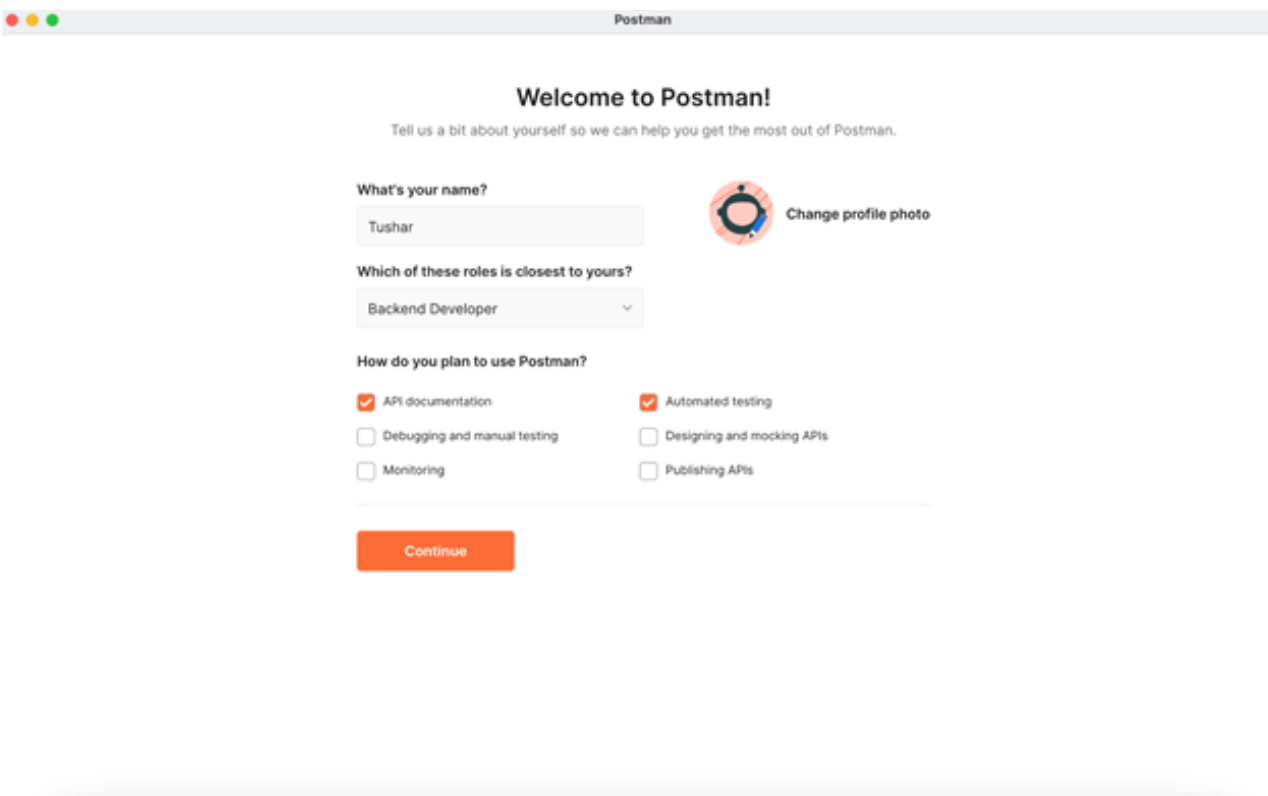 Postman
Welcome to Postman!
Tell us a bit about yourself so we can help you get the most out of Postman.
What's your name?
Tushar
Change profile photo
Which of these roles is closest to yours?
Backend Developer
How do you plan to use Postman?
API documentation
Automated testing
Debugging and manual testing
Designing and mocking APIs
Monitoring
Publishing APIs
Continue